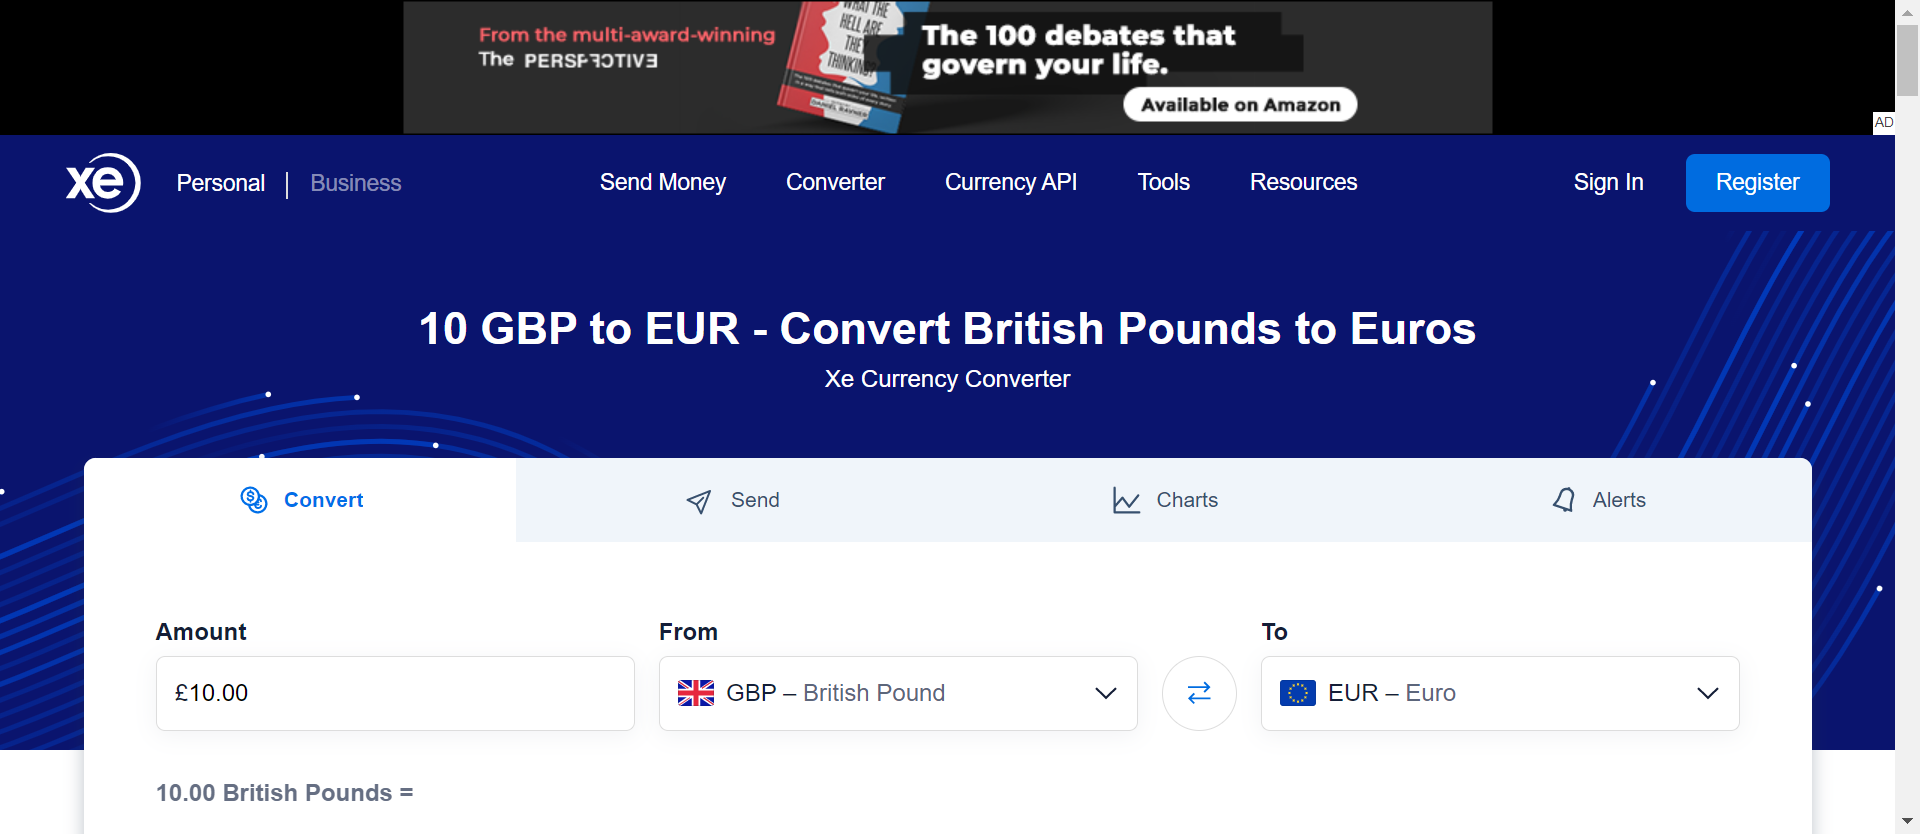 From the multi-award-winning
The PERSPECTIVE
WHAT THE
HELL ARE
THEY
THINKING?
DANIEL RAVNER
The 100 debates that
govern your life.
Available on Amazon
AD
xe
Personal
Business
Send Money
Converter
Currency API
Tools
Resources
Sign In
Register
10 GBP to EUR - Convert British Pounds to Euros
Xe Currency Converter
Convert
Send
Charts
Alerts
Amount
From
To
£10.00
GBP – British Pound
EUR – Euro
10.00 British Pounds =